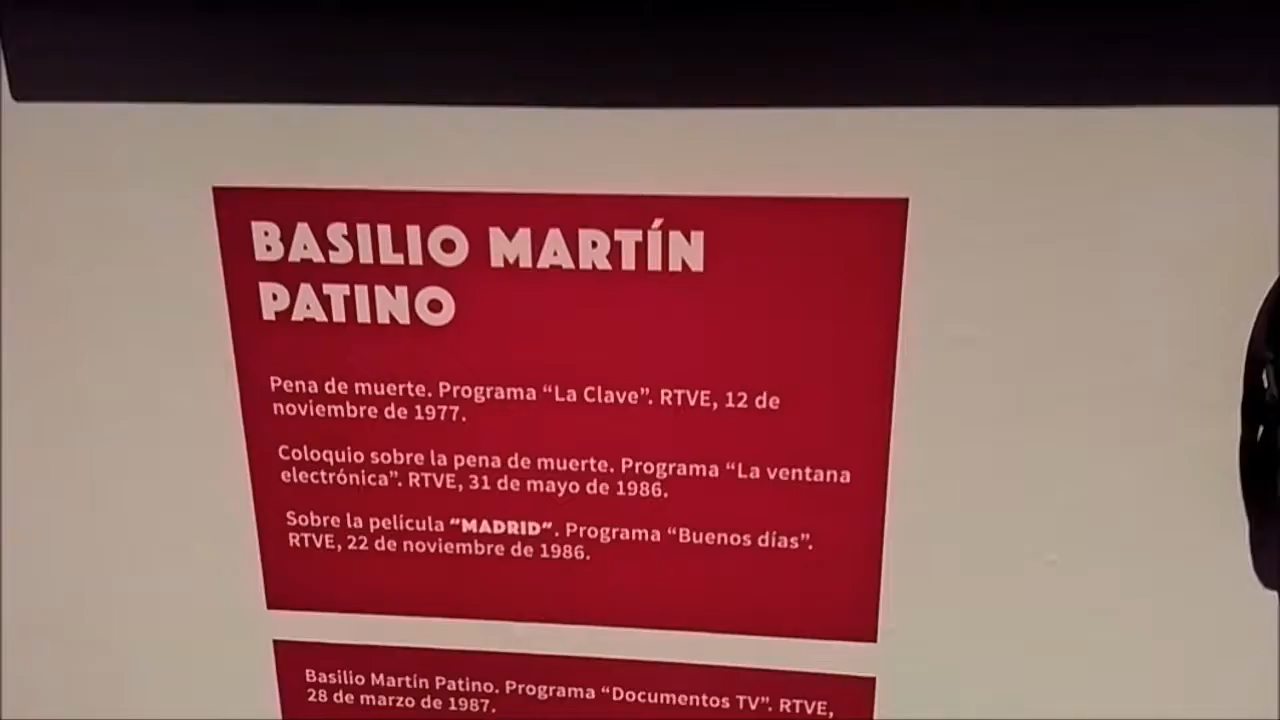 BASILIO MARTÍN
PATINO
Pena de muerte. Programa “La Clave”. RTVE, 12 de
noviembre de 1977.
Coloquio sobre la pena de muerte. Programa “La ventana
electrónica”. RTVE, 31 de mayo de 1986.
Sobre la película “MADRID”. Programa “Buenos días”.
RTVE, 22 de noviembre de 1986.
Basilio Martín Patino. Programa “Documentos TV”. RTVE,
28 de marzo de 1987.